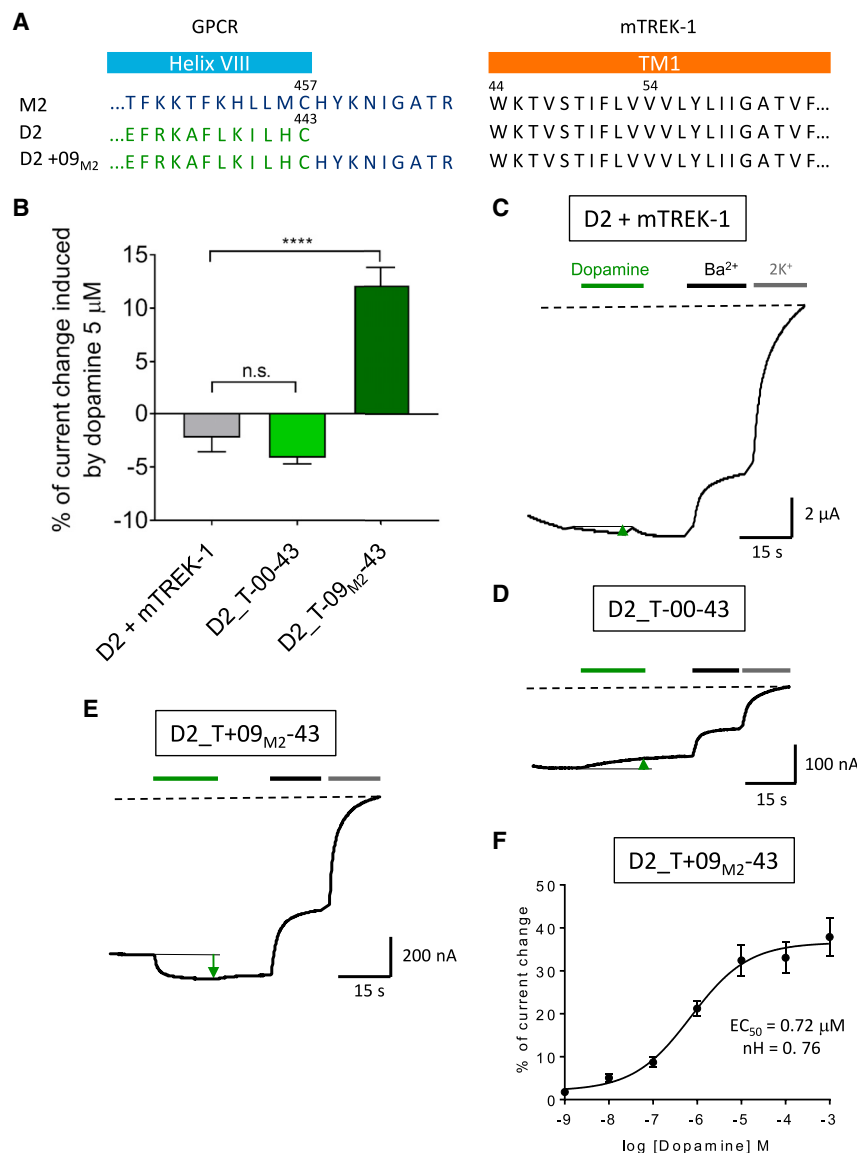 A
GPCR
mTREK-1
Helix VIII
TM1
457
44
54
M2
...T F K K T F K H L L M C H Y K N I G A T R
W K T V S T I F L V V V L Y L I I G A T V F...
443
D2
...E F R K A F L K I L H C
W K T V S T I F L V V V L Y L I I G A T V F...
D2 +09M2
...E F R K A F L K I L H C H Y K N I G A T R
W K T V S T I F L V V V L Y L I I G A T V F...
B
% of current change induced
by dopamine 5 μM
15
10
5
0
-5
-10
****
n.s.
D2 + mTREK-1
D2_T-00-43
D2_T-09M2-43
C
D2 + mTREK-1
Dopamine
Ba²⁺
2K⁺
2 μA
15 s
D
D2_T-00-43
100 nA
15 s
E
D2_T+09M2-43
200 nA
15 s
F
D2_T+09M2-43
% of current change
50
40
30
20
10
0
EC50 = 0.72 μM
nH = 0. 76
-9 -8 -7 -6 -5 -4 -3
log [Dopamine] M